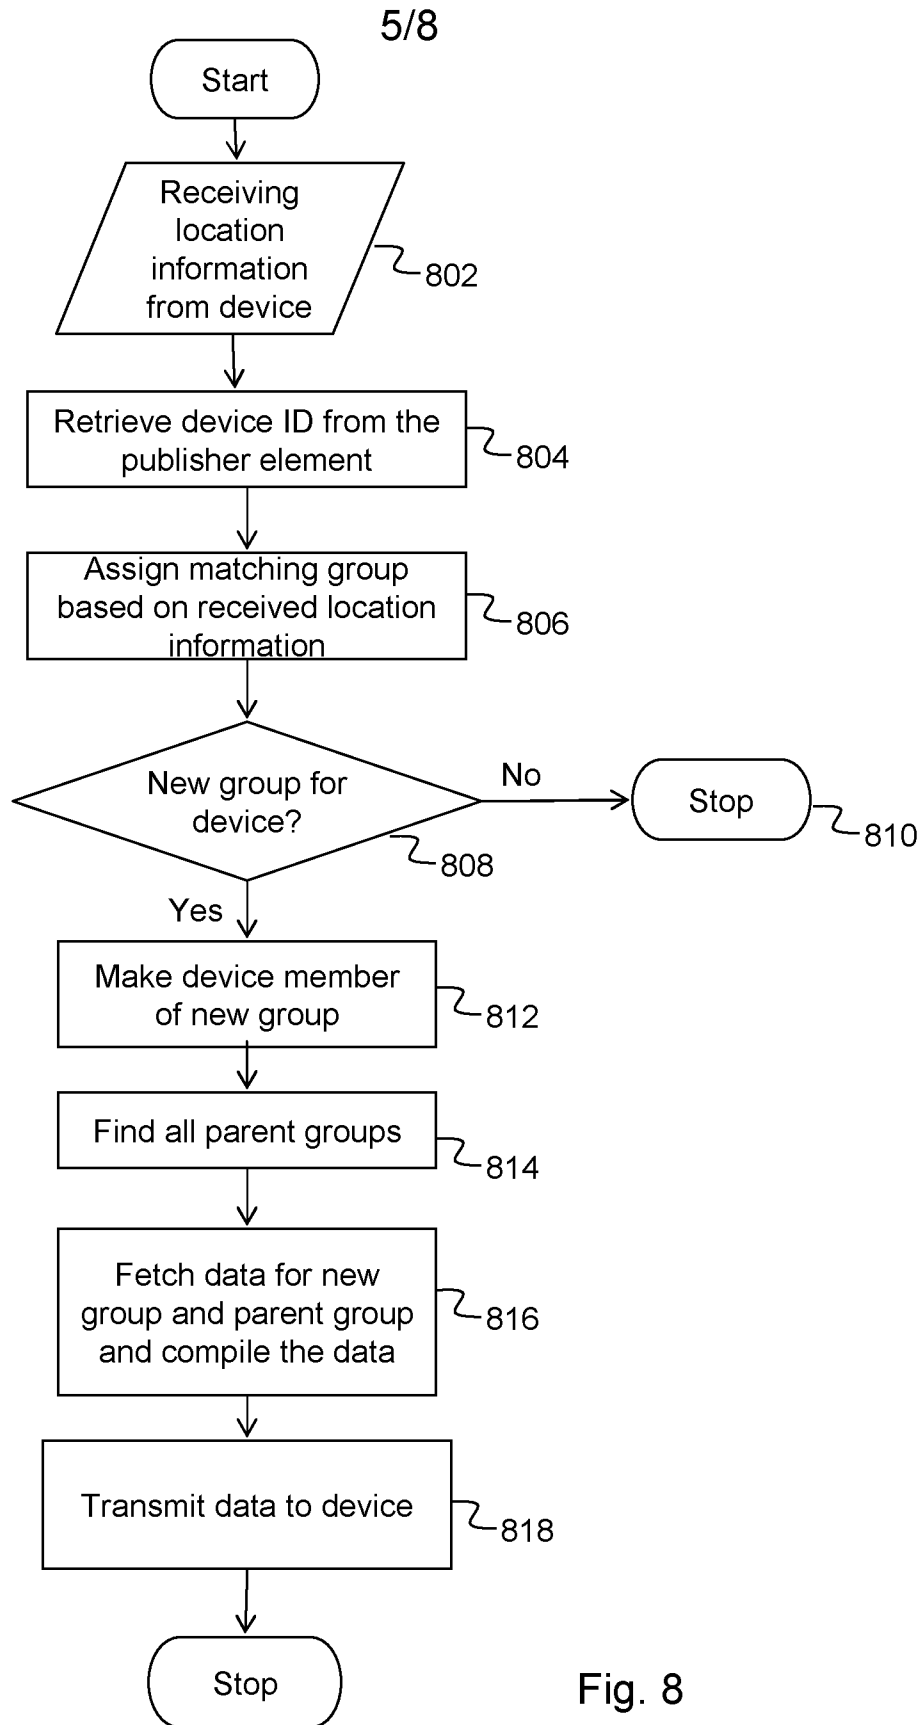 5/8
Start
Receiving
location
information
from device
802
Retrieve device ID from the
publisher element
804
Assign matching group
based on received location
information
806
New group for
device?
808
No
Stop
810
Yes
Make device member
of new group
812
Find all parent groups
814
Fetch data for new
group and parent group
and compile the data
816
Transmit data to device
818
Stop
Fig. 8